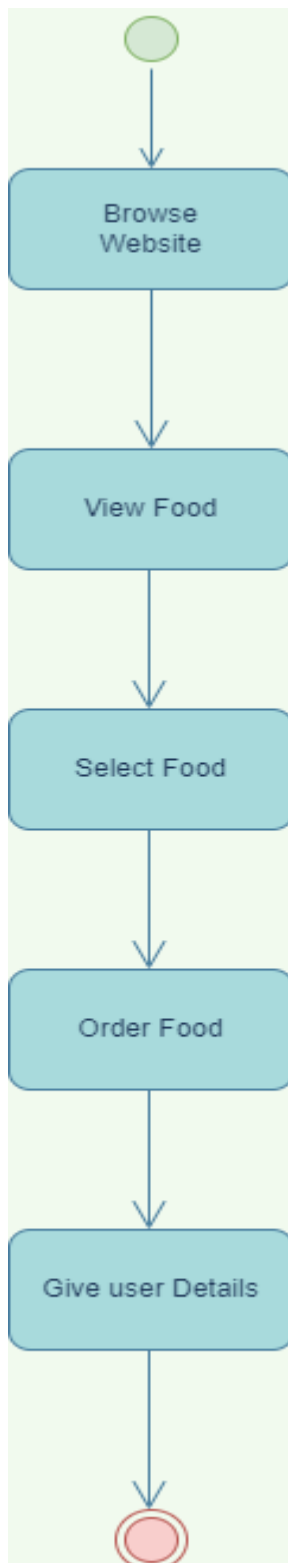 Browse
Website
View Food
Select Food
Order Food
Give user Details